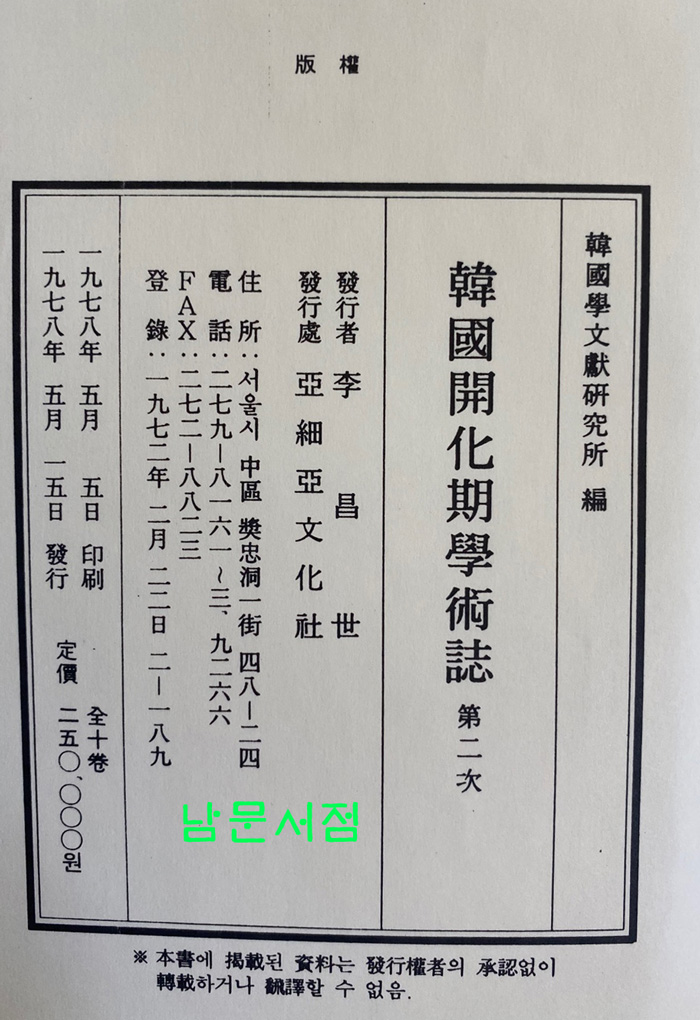 版權
韓國學文獻硏究所 編
韓國開化期學術誌 第二次
發行者 李昌世
發行處 亞細亞文化社
住所：서울시 中區 奬忠洞一街 四八—二四
電話：二七九—八一六一～三、九二六六
FAX：二七二—八八二三
登錄：一九七二年 二月 二二日 二—一八九
一九七八年 五月 五日 印刷
一九七八年 五月 一五日 發行
全十卷
定價 二五〇、〇〇〇원
남문서점
※ 本書에 揭載된 資料는 發行權者의 承認없이
轉載하거나 飜譯할 수 없음.